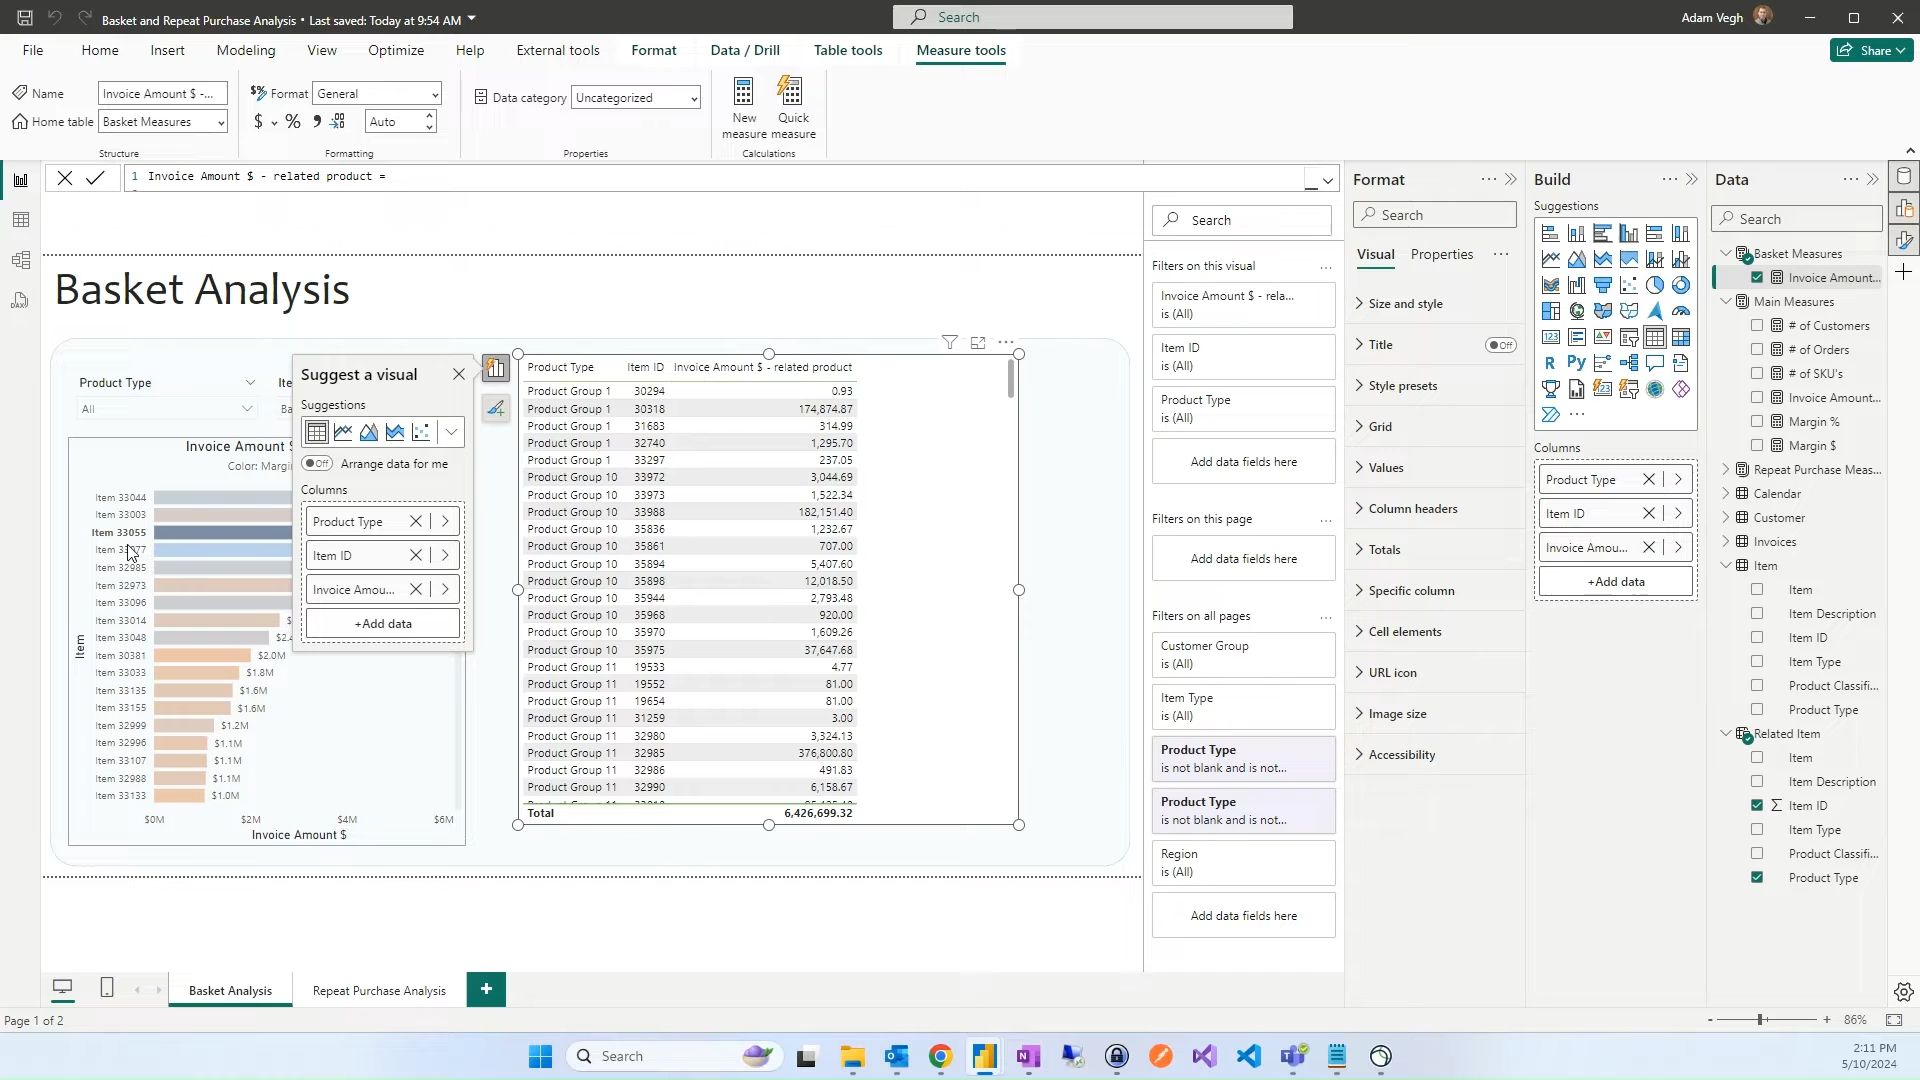 Basket and Repeat Purchase Analysis • Last saved: Today at 9:54 AM
Search
Adam Vegh
File
Home
Insert
Modeling
View
Optimize
Help
External tools
Format
Data / Drill
Table tools
Measure tools
Share
Name
Invoice Amount $ -...
Home table
Basket Measures
Structure
Format
General
$
%
Auto
Formatting
Data category
Uncategorized
Properties
New
measure
Quick
measure
Calculations
1 Invoice Amount $ - related product =
Basket Analysis
Product Type
All
Invoice Amount $
Color: Margi
Item 33044
Item 33003
Item 33055
Item 32985
Item 32973
Item 33096
Item 33014
Item 33048
Item 30381
$2.0M
Item 33033
$1.8M
Item 33135
$1.6M
Item 33155
$1.6M
Item 32999
$1.2M
Item 32996
$1.1M
Item 33107
$1.1M
Item 32988
$1.1M
Item 33133
$1.0M
Item
$0M
$2M
$4M
$6M
Invoice Amount $
Suggest a visual
Suggestions
Off
Arrange data for me
Columns
Product Type
Item ID
Invoice Amou...
+Add data
Product Type Item ID Invoice Amount $ - related product
Product Group 1 30294 0.93
Product Group 1 30318 174,874.87
Product Group 1 31683 314.99
Product Group 1 32740 1,295.70
Product Group 1 33297 237.05
Product Group 10 33972 3,044.69
Product Group 10 33973 1,522.34
Product Group 10 33988 182,151.40
Product Group 10 35836 1,232.67
Product Group 10 35861 707.00
Product Group 10 35894 5,407.60
Product Group 10 35898 12,018.50
Product Group 10 35944 2,793.48
Product Group 10 35968 920.00
Product Group 10 35970 1,609.26
Product Group 10 35975 37,647.68
Product Group 11 19533 4.77
Product Group 11 19552 81.00
Product Group 11 19654 81.00
Product Group 11 31259 3.00
Product Group 11 32980 3,324.13
Product Group 11 32985 376,800.80
Product Group 11 32986 491.83
Product Group 11 32990 6,158.67
Total 6,426,699.32
Search
Filters on this visual
Invoice Amount $ - rela...
is (All)
Item ID
is (All)
Product Type
is (All)
Add data fields here
Filters on this page
Add data fields here
Filters on all pages
Customer Group
is (All)
Item Type
is (All)
Product Type
is not blank and is not...
Product Type
is not blank and is not...
Region
is (All)
Add data fields here
Format
Search
Visual
Properties
Size and style
Title
Off
Style presets
Grid
Values
Column headers
Totals
Specific column
Cell elements
URL icon
Image size
Accessibility
Build
Suggestions
123
R
Py
Columns
Product Type
Item ID
Invoice Amou...
+Add data
Data
Search
Basket Measures
Invoice Amount...
Main Measures
# of Customers
# of Orders
# of SKU's
Invoice Amount...
Margin %
Margin $
Repeat Purchase Meas...
Calendar
Customer
Invoices
Item
Item
Item Description
Item ID
Item Type
Product Classifi...
Product Type
Related Item
Item
Item Description
Item ID
Item Type
Product Classifi...
Product Type
DAX
Basket Analysis
Repeat Purchase Analysis
Page 1 of 2
86%
Search
2:11 PM
5/10/2024